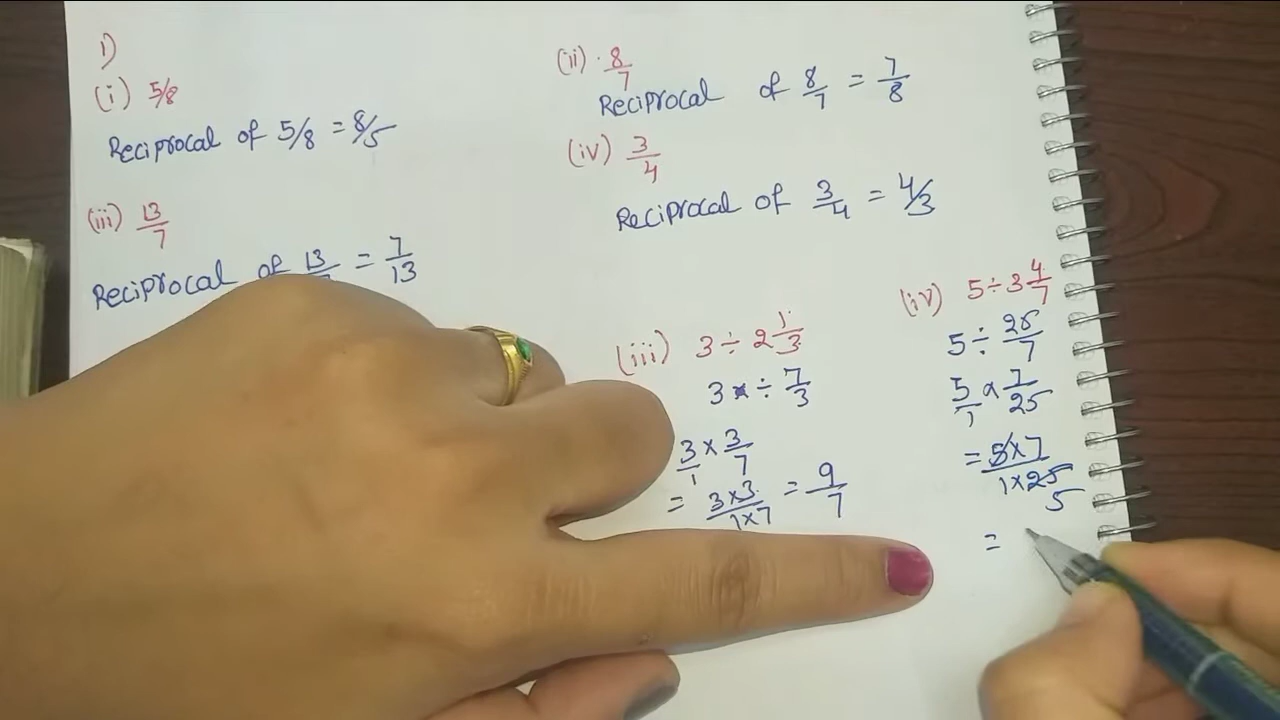 1)
(i) 5/8
Reciprocal of 5/8 = 8/5
(ii) 8/7
Reciprocal of 8/7 = 7/8
(iii) 13/7
Reciprocal of 13/ = 7/13
(iv) 3/4
Reciprocal of 3/4 = 4/3
(iii) 3 ÷ 2 1/3
3 ÷ 7/3
3/1 × 3/7
= 3×3/1×7 = 9/7
(iv) 5 ÷ 3 4/7
5 ÷ 25/7
5/1 × 7/25
= 5×7/1×25
5
=